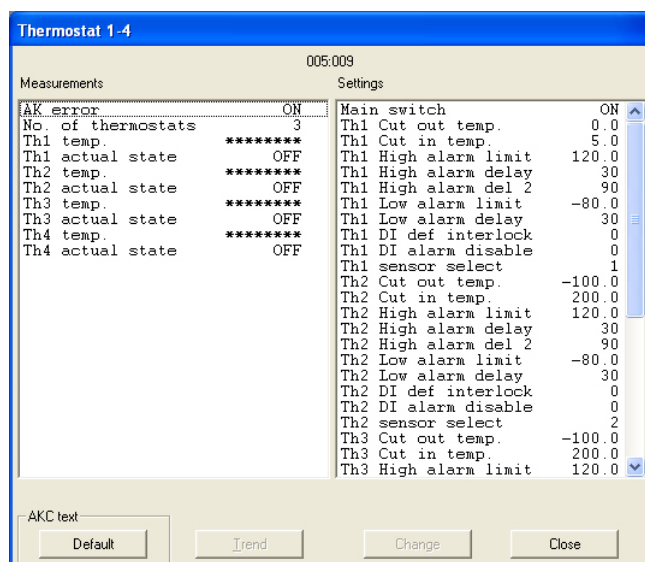 Thermostat 1-4
005:009
Measurements
AK error ON
No. of thermostats 3
Th1 temp. ********
Th1 actual state OFF
Th2 temp. ********
Th2 actual state OFF
Th3 temp. ********
Th3 actual state OFF
Th4 temp. ********
Th4 actual state OFF
Settings
Main switch ON
Th1 Cut out temp. 0.0
Th1 Cut in temp. 5.0
Th1 High alarm limit 120.0
Th1 High alarm delay 30
Th1 High alarm del 2 90
Th1 Low alarm limit -80.0
Th1 Low alarm delay 30
Th1 DI def interlock 0
Th1 DI alarm disable 0
Th1 sensor select 1
Th2 Cut out temp. -100.0
Th2 Cut in temp. 200.0
Th2 High alarm limit 120.0
Th2 High alarm delay 30
Th2 High alarm del 2 90
Th2 Low alarm limit -80.0
Th2 Low alarm delay 30
Th2 DI def interlock 0
Th2 DI alarm disable 0
Th2 sensor select 2
Th3 Cut out temp. -100.0
Th3 Cut in temp. 200.0
Th3 High alarm limit 120.0
AKC text
Default
Trend
Change
Close